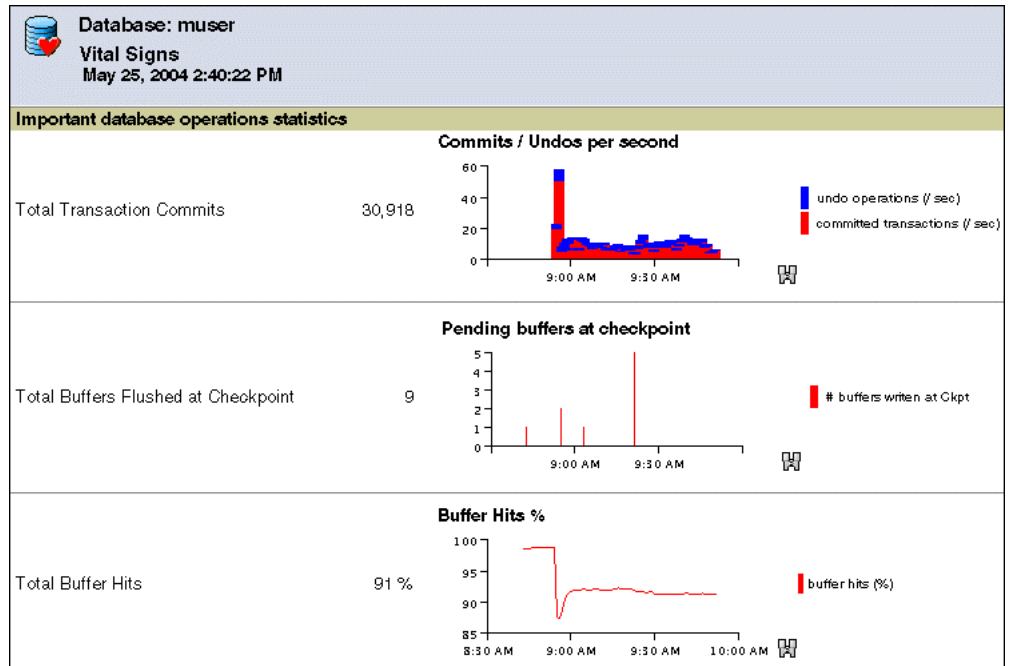 Database: muser
Vital Signs
May 25, 2004 2:40:22 PM
Important database operations statistics
Commits / Undos per second
Total Transaction Commits 30,918
60
40
20
0
9:00 AM 9:30 AM
undo operations (/ sec)
committed transactions (/ sec)
Pending buffers at checkpoint
Total Buffers Flushed at Checkpoint 9
5
4
3
2
1
0
9:00 AM 9:30 AM
# buffers writen at Ckpt
Buffer Hits %
Total Buffer Hits 91 %
100
95
90
85
8:30 AM 9:00 AM 9:30 AM 10:00 AM
buffer hits (%)